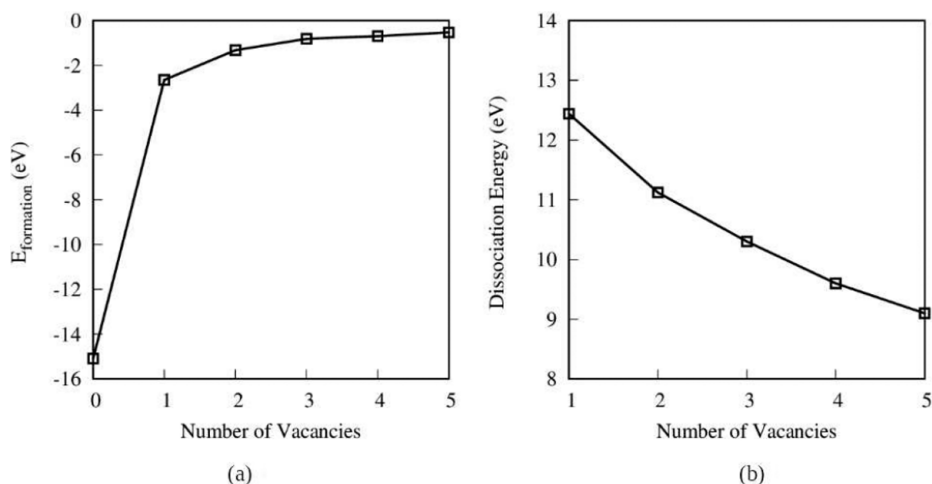 0
-2
-4
-6
-8
-10
-12
-14
-16
E_formation (eV)
0 1 2 3 4 5
Number of Vacancies
(a)
14
13
12
11
10
9
8
Dissociation Energy (eV)
1 2 3 4 5
Number of Vacancies
(b)